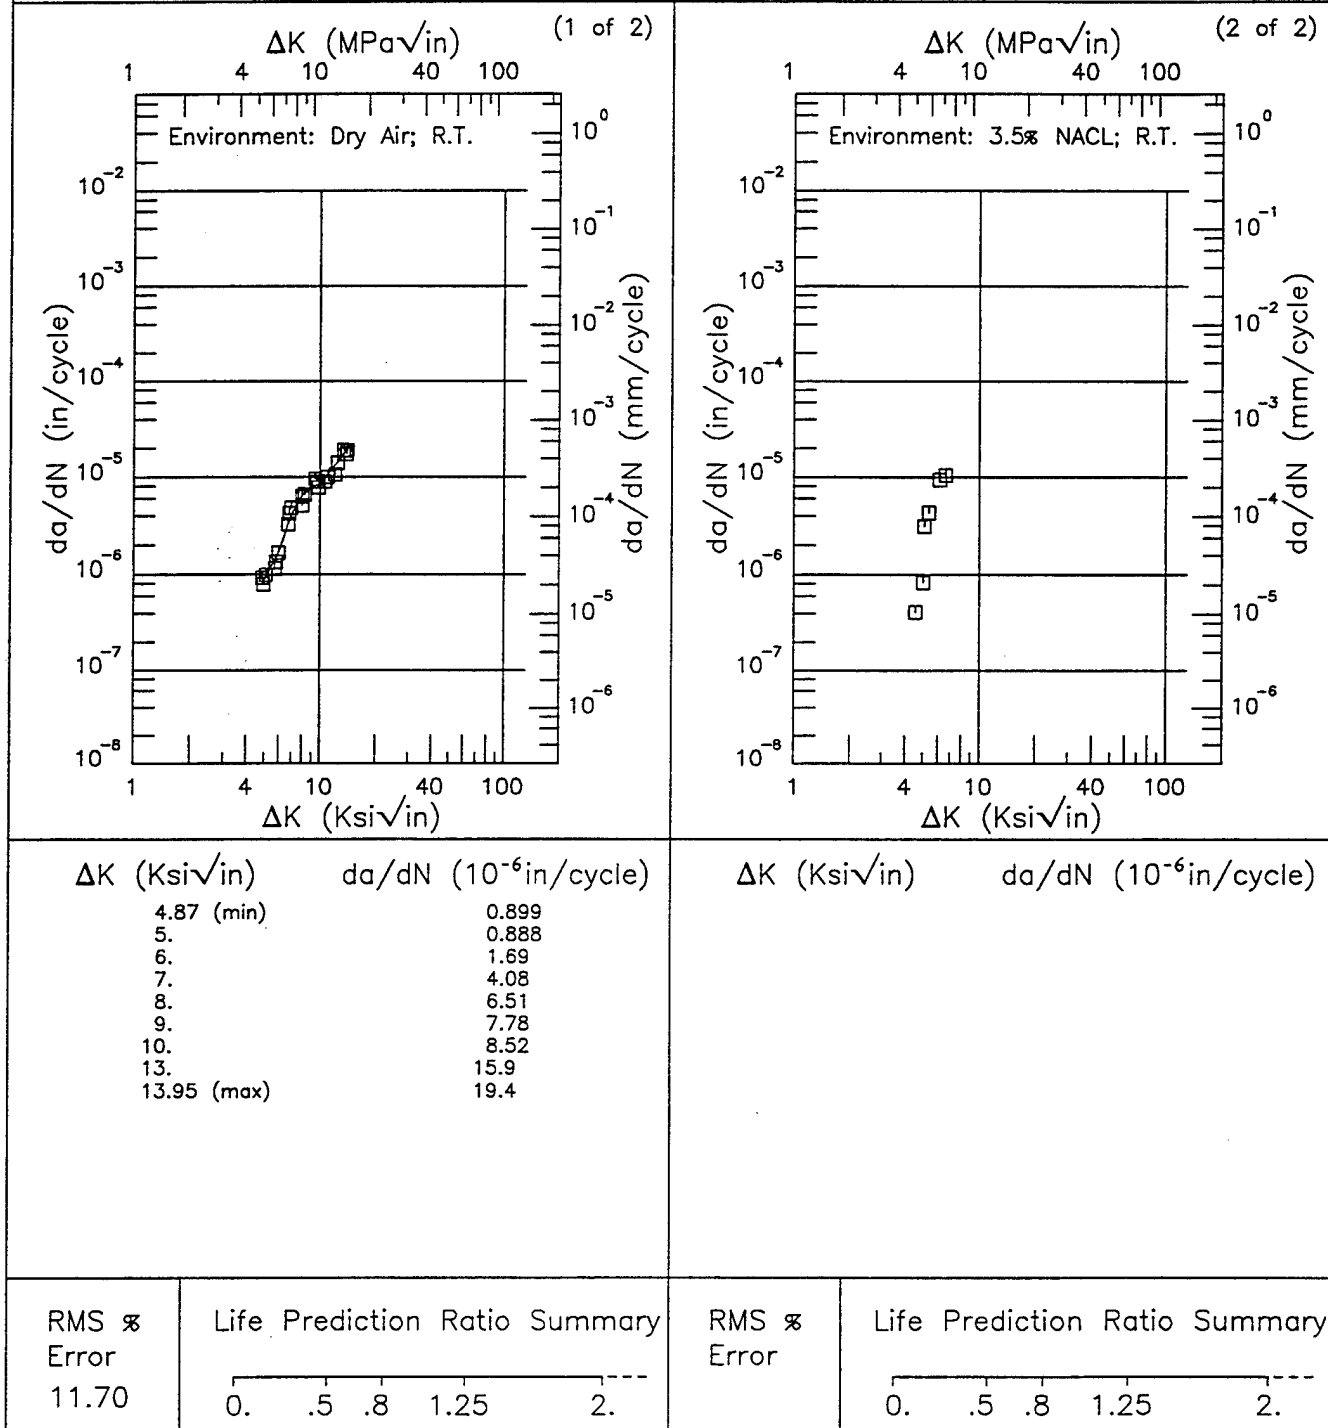 (1 of 2)
ΔK (MPa√in)
1 4 10 40 100
Environment: Dry Air; R.T.
10⁰
10⁻²
10⁻¹
10⁻³
10⁻²
10⁻⁴
10⁻³
10⁻⁵
10⁻⁴
10⁻⁶
10⁻⁵
10⁻⁷
10⁻⁶
10⁻⁸
da/dN (in/cycle)
da/dN (mm/cycle)
1 4 10 40 100
ΔK (Ksi√in)
(2 of 2)
ΔK (MPa√in)
1 4 10 40 100
Environment: 3.5% NACL; R.T.
10⁰
10⁻²
10⁻¹
10⁻³
10⁻²
10⁻⁴
10⁻³
10⁻⁵
10⁻⁴
10⁻⁶
10⁻⁵
10⁻⁷
10⁻⁶
10⁻⁸
da/dN (in/cycle)
da/dN (mm/cycle)
1 4 10 40 100
ΔK (Ksi√in)
ΔK (Ksi√in) da/dN (10⁻⁶in/cycle)
4.87 (min) 0.899
5. 0.888
6. 1.69
7. 4.08
8. 6.51
9. 7.78
10. 8.52
13. 15.9
13.95 (max) 19.4
ΔK (Ksi√in) da/dN (10⁻⁶in/cycle)
RMS %
Error
11.70
Life Prediction Ratio Summary
0. .5 .8 1.25 2.
RMS %
Error
Life Prediction Ratio Summary
0. .5 .8 1.25 2.